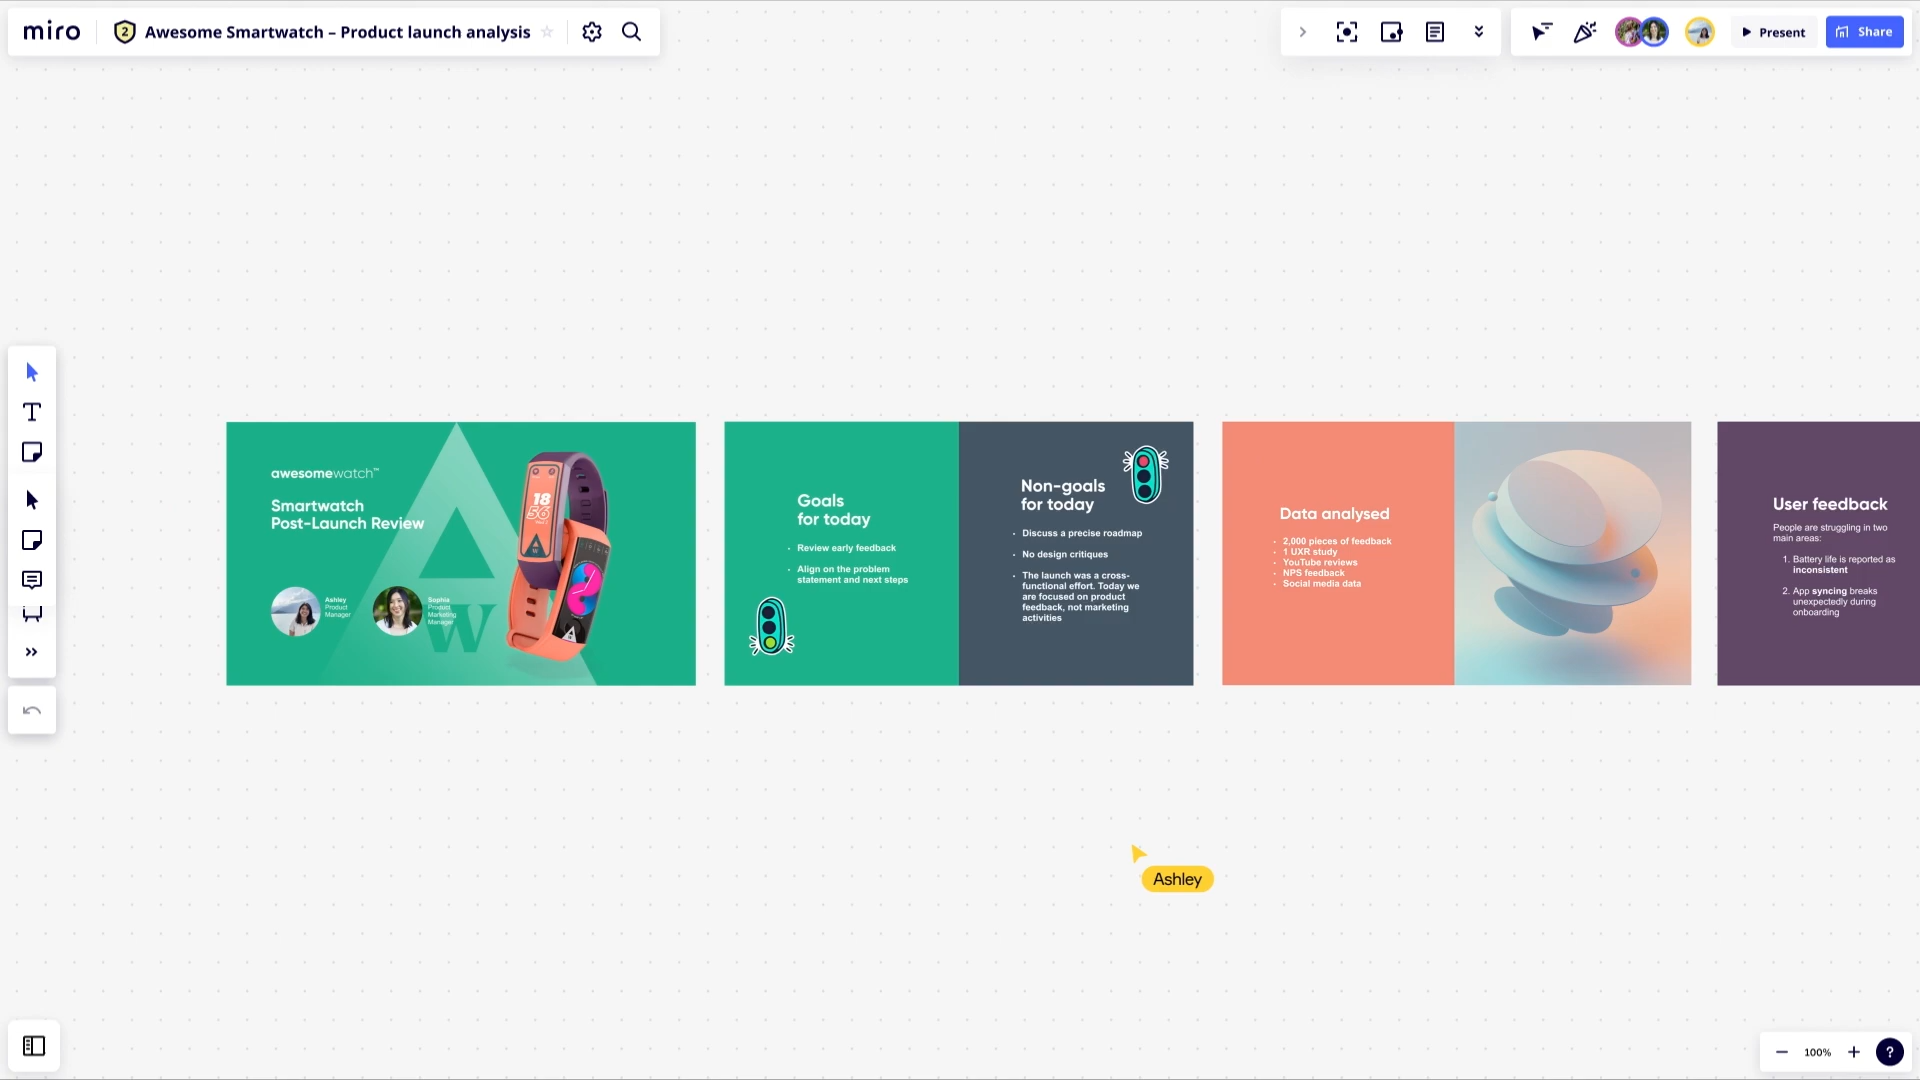 miro
2
Awesome Smartwatch – Product launch analysis
Present
Share
awesomewatch™
Smartwatch
Post-Launch Review
Ashley
Product
Manager
Sophia
Product
Marketing
Manager
18
56
W
Goals
for today
· Review early feedback
· Align on the problem
statement and next steps
Non-goals
for today
· Discuss a precise roadmap
· No design critiques
· The launch was a cross-
functional effort. Today we
are focused on product
feedback, not marketing
activities
Data analysed
· 2,000 pieces of feedback
· 1 UXR study
· YouTube reviews
· NPS feedback
· Social media data
User feedback
People are struggling in two
main areas:
1. Battery life is reported as
inconsistent
2. App syncing breaks
unexpectedly during
onboarding
Ashley
100%
?